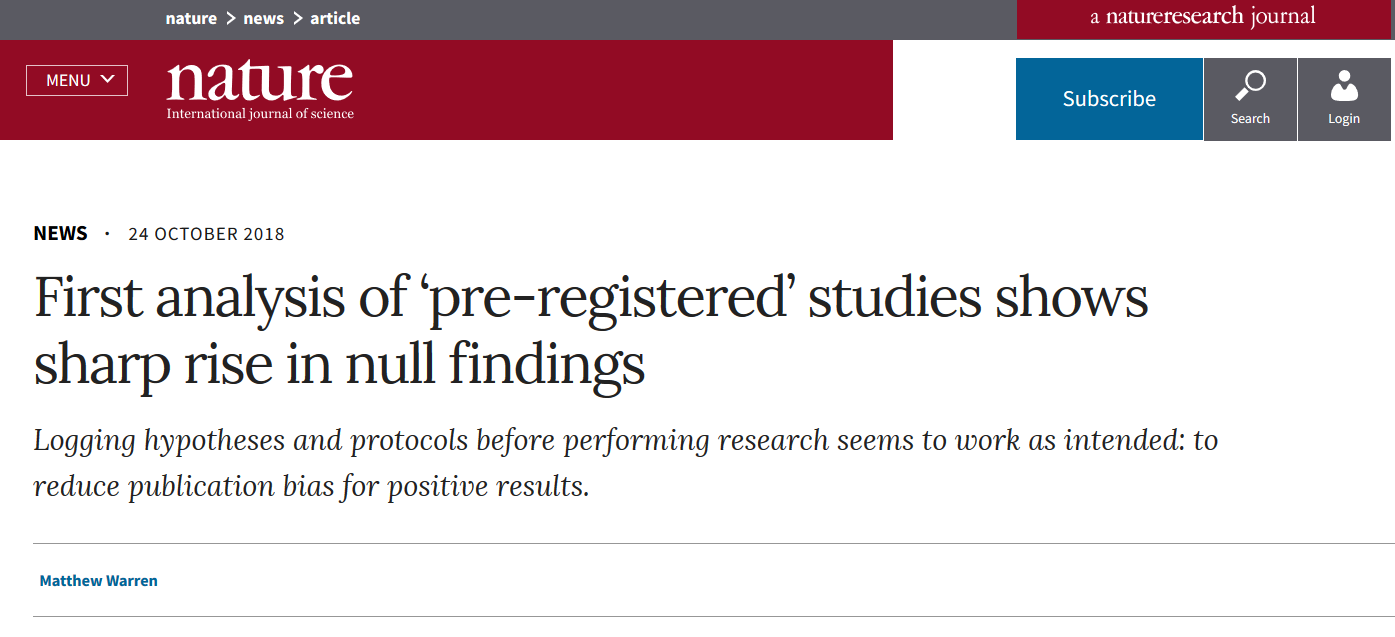 nature > news > article
a natureresearch journal
MENU
nature
International journal of science
Subscribe
Search
Login
NEWS · 24 OCTOBER 2018
First analysis of ‘pre-registered’ studies shows
sharp rise in null findings
Logging hypotheses and protocols before performing research seems to work as intended: to
reduce publication bias for positive results.
Matthew Warren